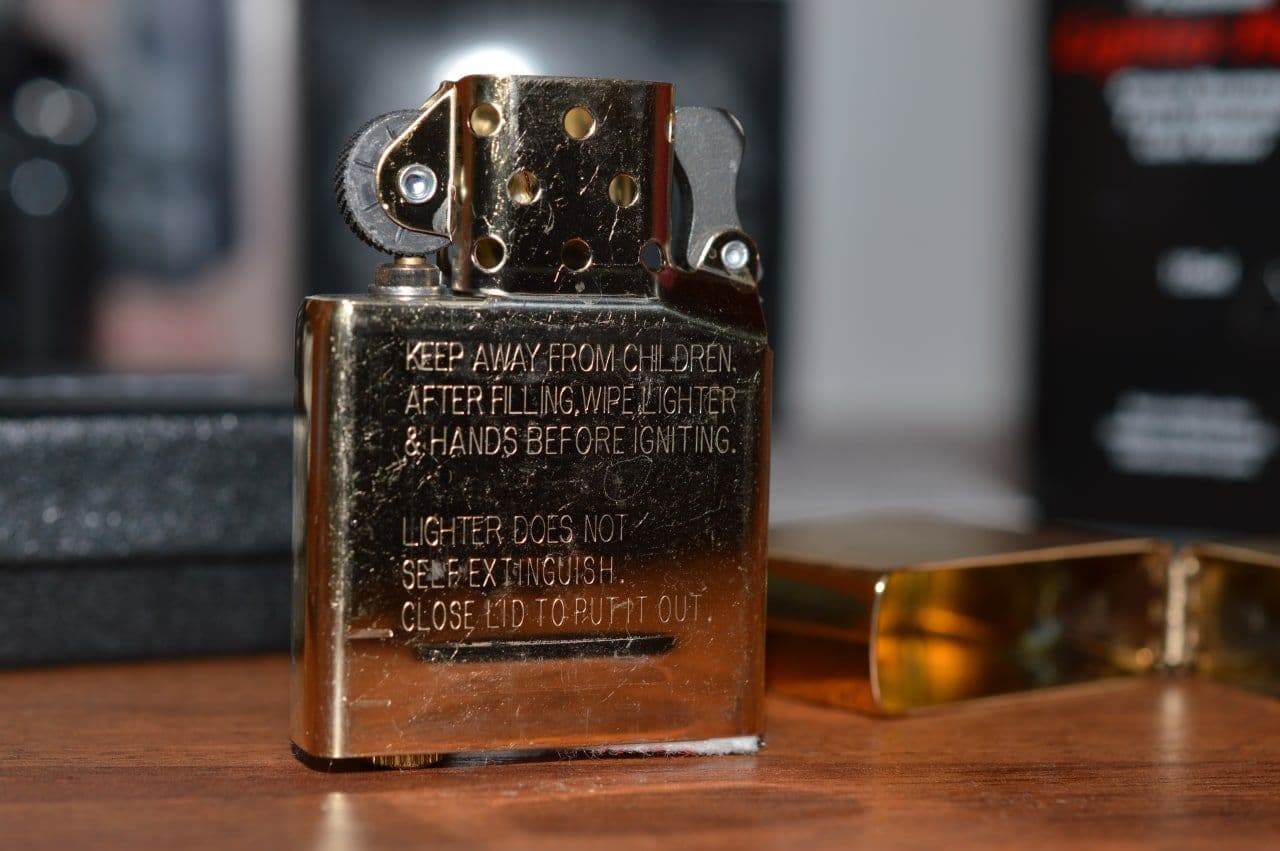 KEEP AWAY FROM CHILDREN.
AFTER FILLING, WIPE LIGHTER
& HANDS BEFORE IGNITING.
LIGHTER DOES NOT
SELF EXTINGUISH.
CLOSE LID TO PUT IT OUT.